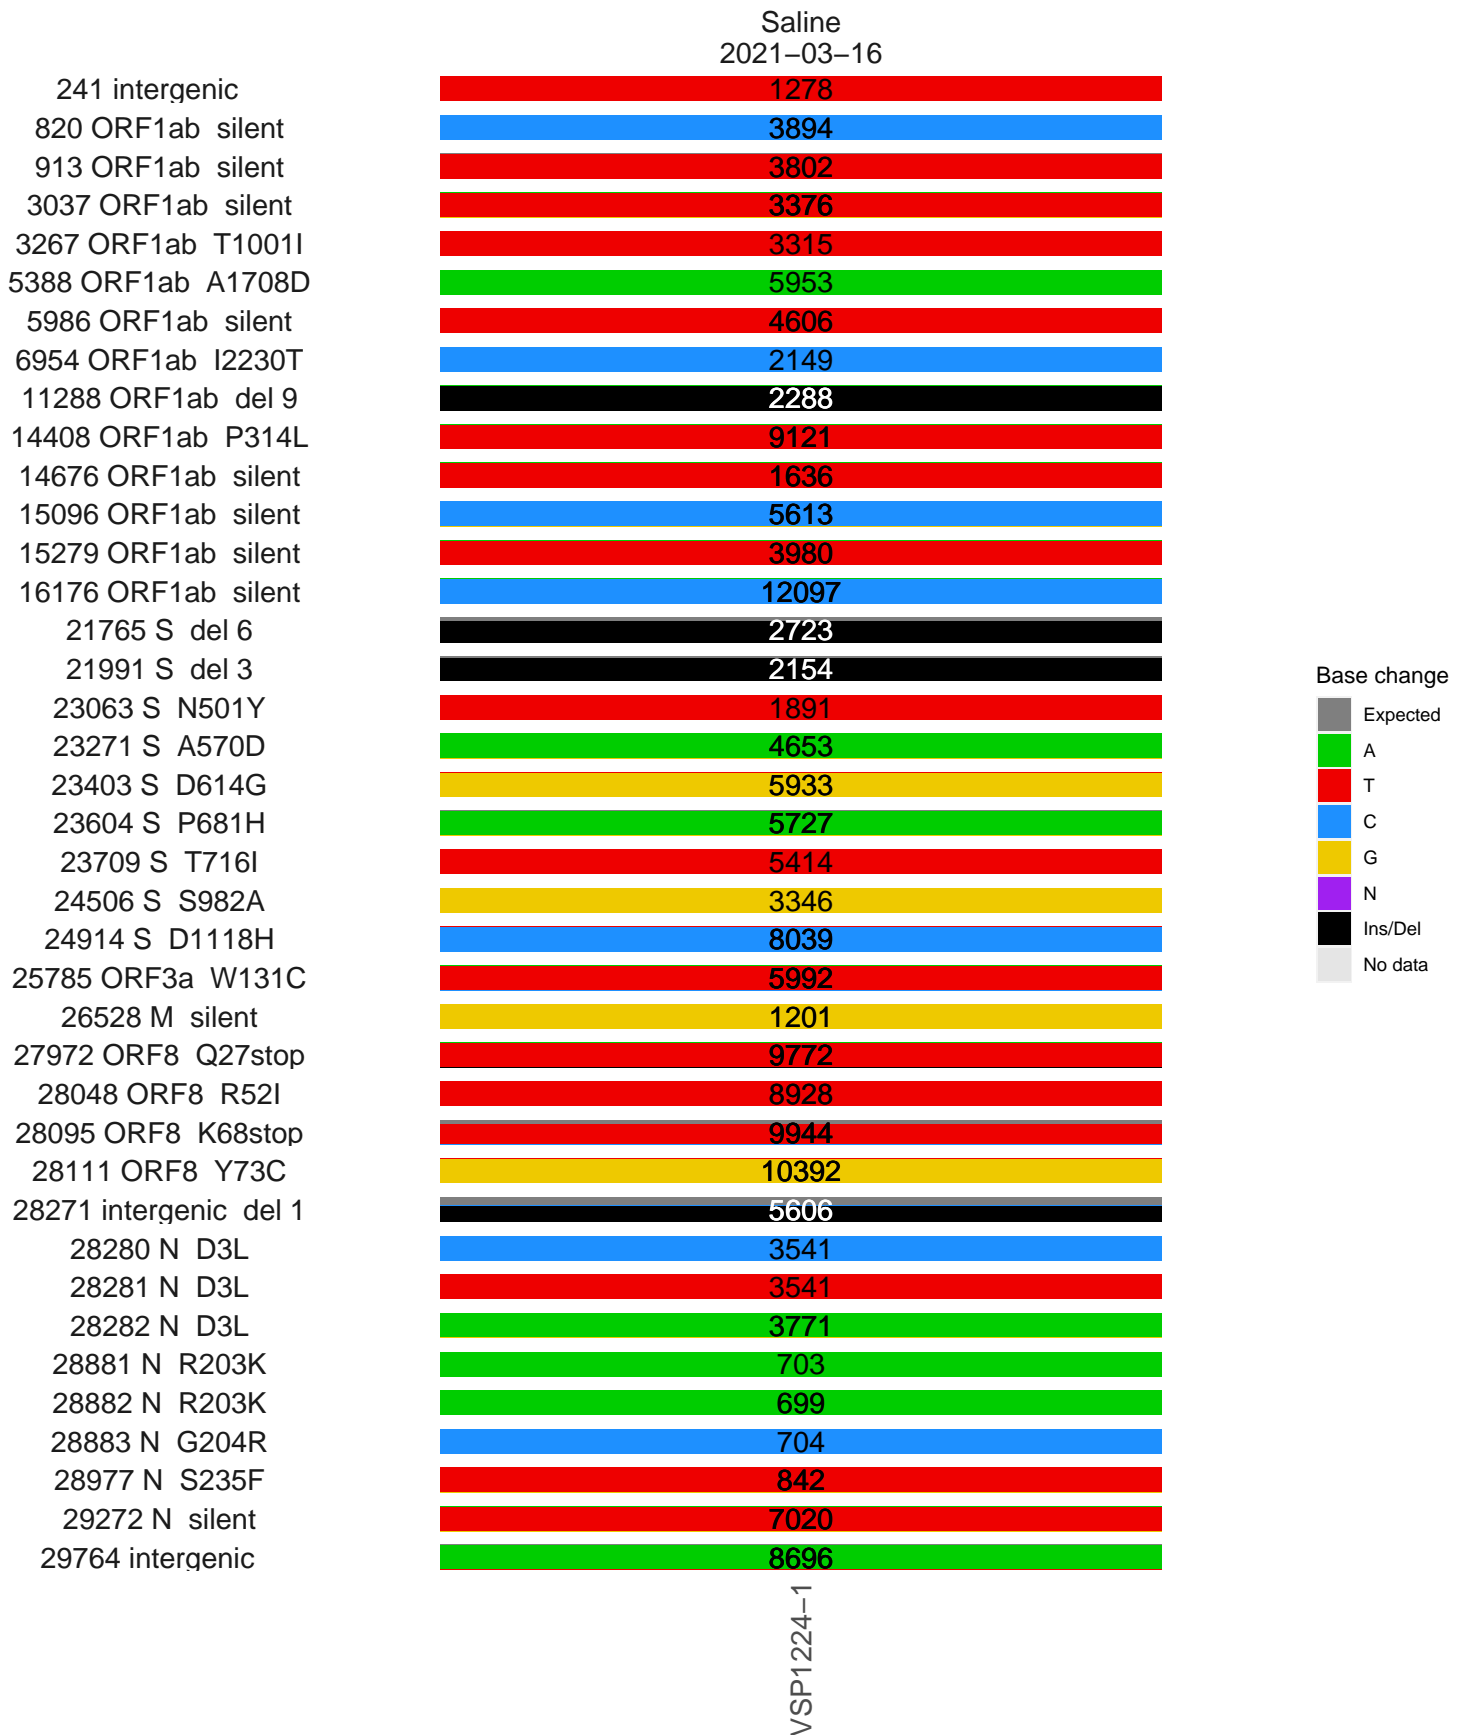 Saline
2021−03−16
241 intergenic 1278
820 ORF1ab silent 3894
913 ORF1ab silent 3802
3037 ORF1ab silent 3376
3267 ORF1ab T1001I 3315
5388 ORF1ab A1708D 5953
5986 ORF1ab silent 4606
6954 ORF1ab I2230T 2149
11288 ORF1ab del 9 2288
14408 ORF1ab P314L 9121
14676 ORF1ab silent 1636
15096 ORF1ab silent 5613
15279 ORF1ab silent 3980
16176 ORF1ab silent 12097
21765 S del 6 2723
21991 S del 3 2154
23063 S N501Y 1891
23271 S A570D 4653
23403 S D614G 5933
23604 S P681H 5727
23709 S T716I 5414
24506 S S982A 3346
24914 S D1118H 8039
25785 ORF3a W131C 5992
26528 M silent 1201
27972 ORF8 Q27stop 9772
28048 ORF8 R52I 8928
28095 ORF8 K68stop 9944
28111 ORF8 Y73C 10392
28271 intergenic del 1 5606
28280 N D3L 3541
28281 N D3L 3541
28282 N D3L 3771
28881 N R203K 703
28882 N R203K 699
28883 N G204R 704
28977 N S235F 842
29272 N silent 7020
29764 intergenic 8696
VSP1224−1
Base change
Expected
A
T
C
G
N
Ins/Del
No data